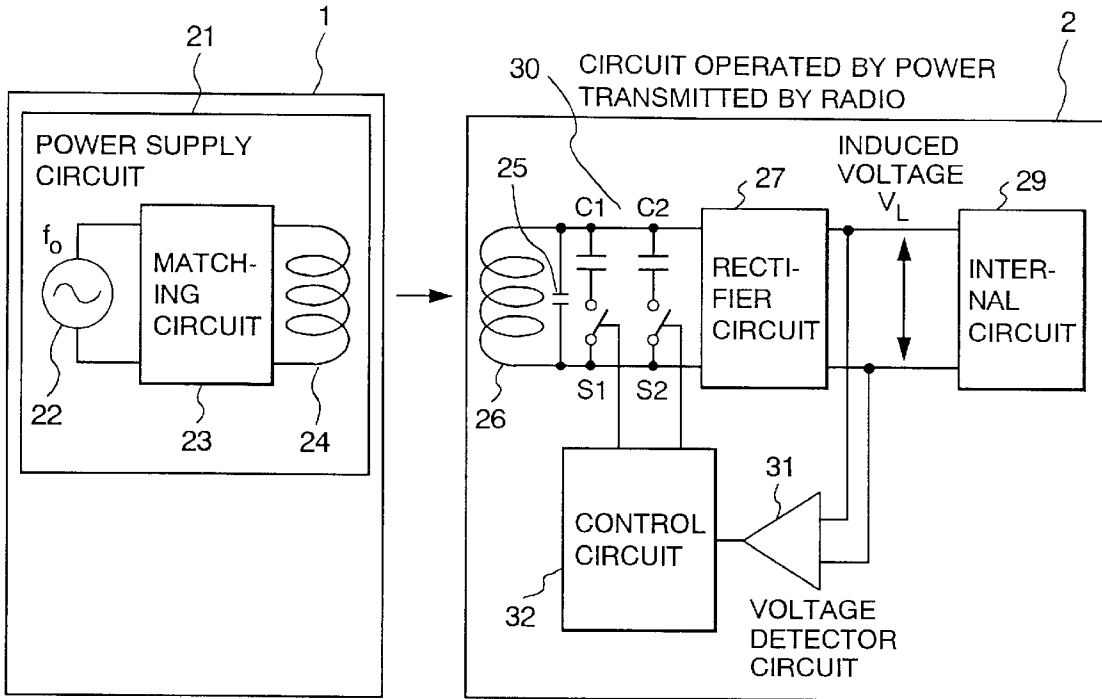 1
21
POWER SUPPLY
CIRCUIT
fo
MATCH-
ING
CIRCUIT
22
23
24
2
30
CIRCUIT OPERATED BY POWER
TRANSMITTED BY RADIO
25
C1
C2
27
INDUCED
VOLTAGE
VL
29
RECTI-
FIER
CIRCUIT
INTER-
NAL
CIRCUIT
26
S1
S2
31
CONTROL
CIRCUIT
32
VOLTAGE
DETECTOR
CIRCUIT